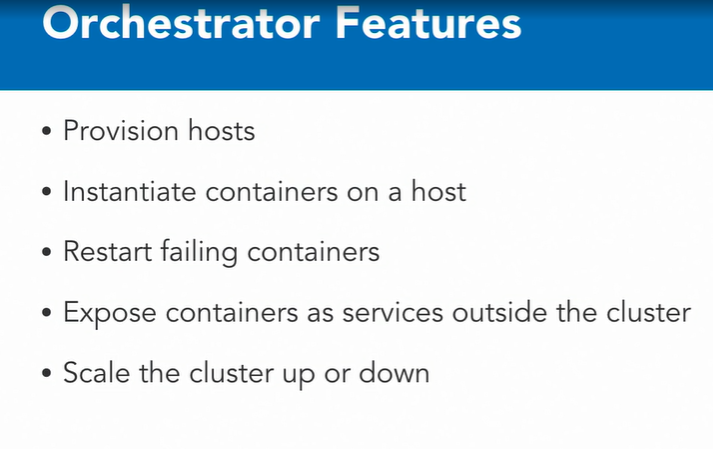 Orchestrator Features
• Provision hosts
• Instantiate containers on a host
• Restart failing containers
• Expose containers as services outside the cluster
• Scale the cluster up or down